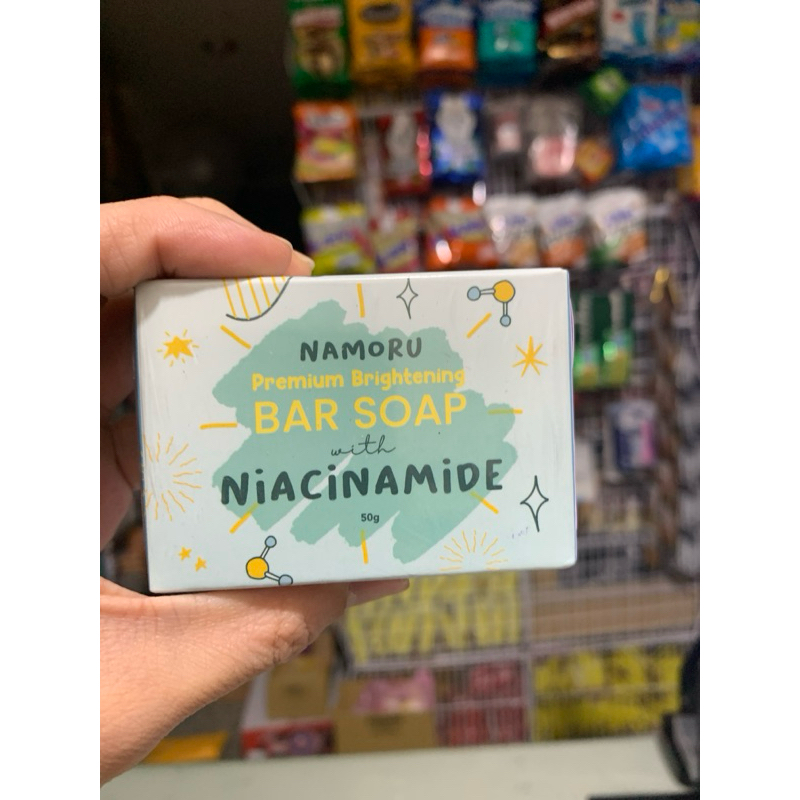 NAMORU
Premium Brightening
BAR SOAP
with
NiACiNAMiDE
50g